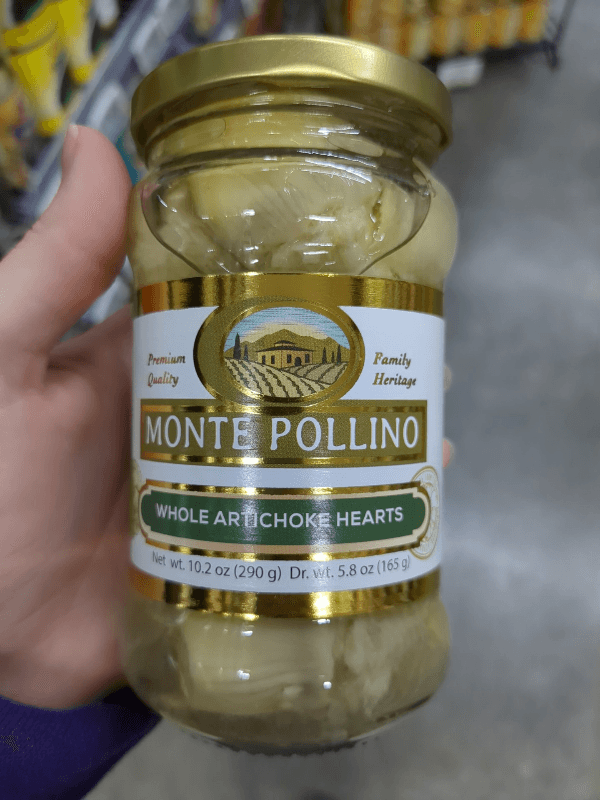 Premium
Quality
Family
Heritage
MONTE POLLINO
WHOLE ARTICHOKE HEARTS
Net wt. 10.2 oz (290 g) Dr. wt. 5.8 oz (165 g)